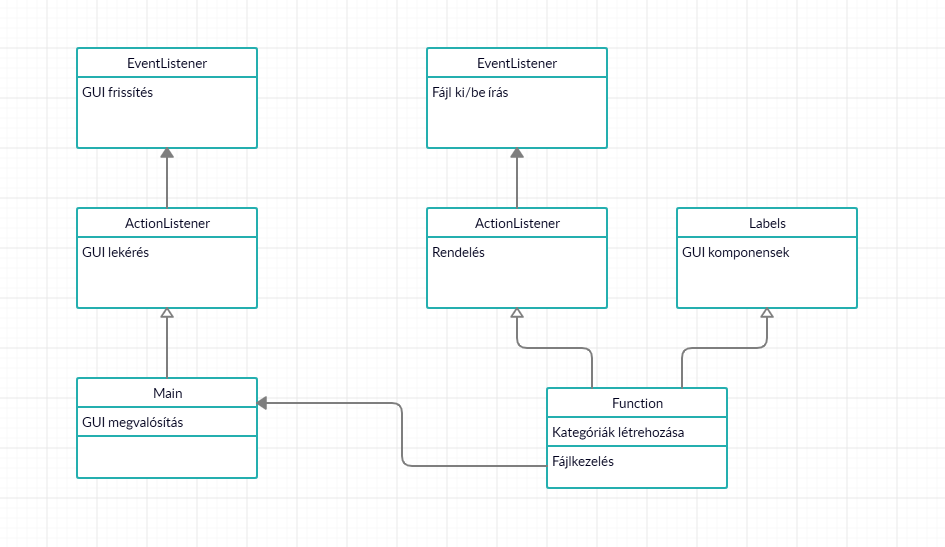 EventListener
GUI frissítés
EventListener
Fájl ki/be írás
ActionListener
GUI lekérés
ActionListener
Rendelés
Labels
GUI komponensek
Main
GUI megvalósítás
Function
Kategóriák létrehozása
Fájlkezelés